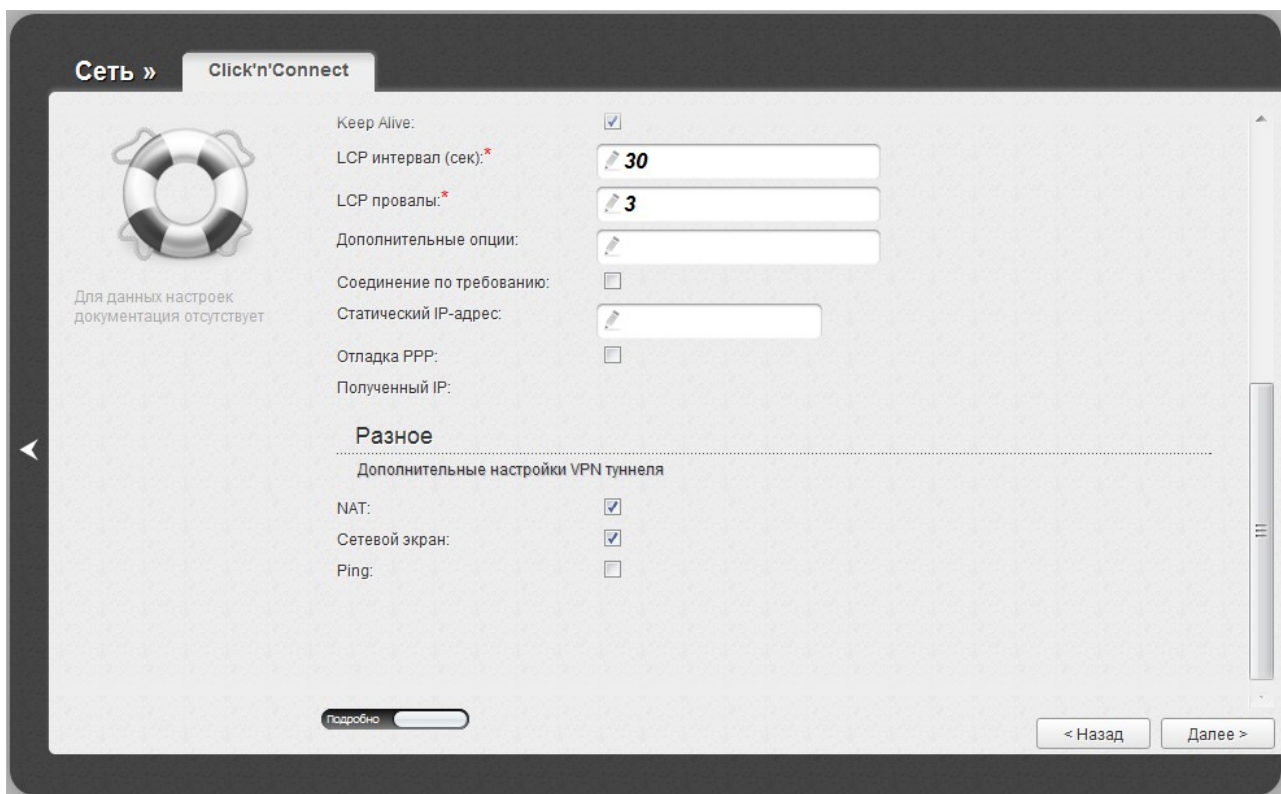 Сеть » Click'n'Connect
Keep Alive:
LCP интервал (сек):* 30
LCP провалы:* 3
Дополнительные опции:
Соединение по требованию:
Для данных настроек
документация отсутствует
Статический IP-адрес:
Отладка PPP:
Полученный IP:
Разное
Дополнительные настройки VPN туннеля
NAT:
Сетевой экран:
Ping:
Подробно
< Назад Далее >